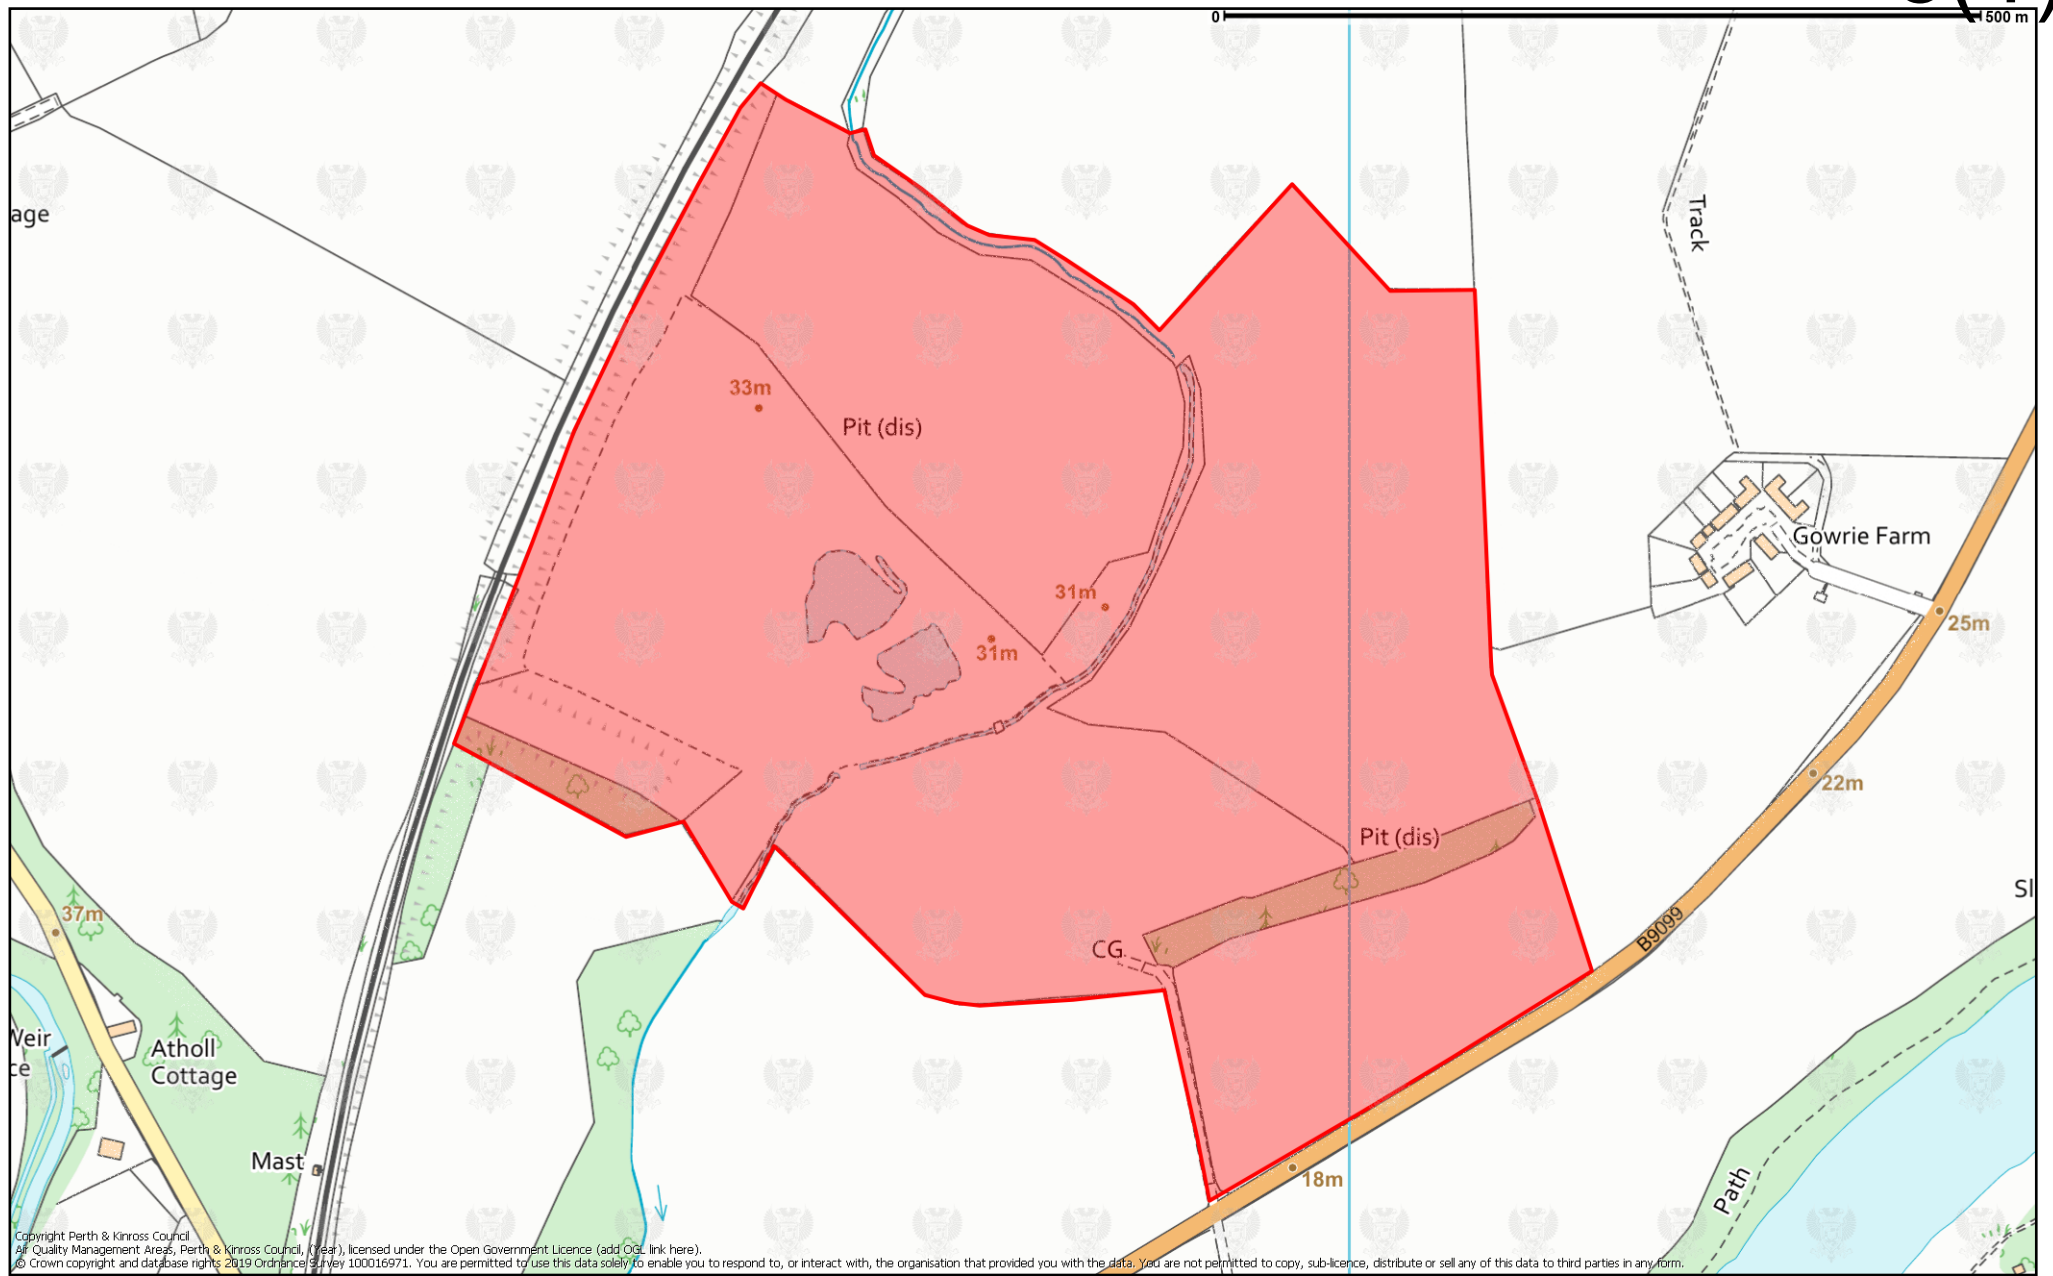 0
500 m
age
Track
33m
Pit (dis)
Gowrie Farm
31m
31m
25m
22m
Pit (dis)
Sl
37m
B9099
CG
Weir
ce
Atholl
Cottage
Mast
18m
Path
Copyright Perth & Kinross Council
Air Quality Management Areas, Perth & Kinross Council, (Year), licensed under the Open Government Licence (add OGL link here).
© Crown copyright and database rights 2019 Ordnance Survey 100016971. You are permitted to use this data solely to enable you to respond to, or interact with, the organisation that provided you with the data. You are not permitted to copy, sub-licence, distribute or sell any of this data to third parties in any form.